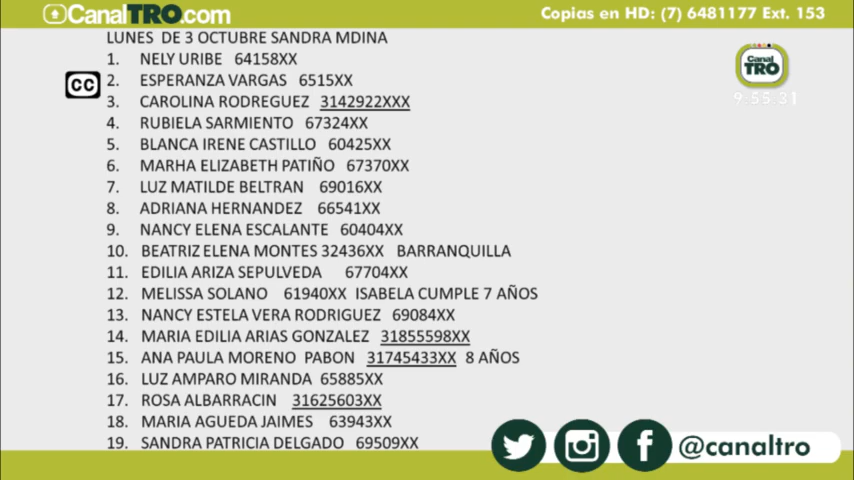 CanalTRO.com
Copias en HD: (7) 6481177 Ext. 153
LUNES DE 3 OCTUBRE SANDRA MDINA
Canal
TRO
9:55:31
CC
1. NELY URIBE 64158XX
2. ESPERANZA VARGAS 6515XX
3. CAROLINA RODREGUEZ 3142922XXX
4. RUBIELA SARMIENTO 67324XX
5. BLANCA IRENE CASTILLO 60425XX
6. MARHA ELIZABETH PATIÑO 67370XX
7. LUZ MATILDE BELTRAN 69016XX
8. ADRIANA HERNANDEZ 66541XX
9. NANCY ELENA ESCALANTE 60404XX
10. BEATRIZ ELENA MONTES 32436XX BARRANQUILLA
11. EDILIA ARIZA SEPULVEDA 67704XX
12. MELISSA SOLANO 61940XX ISABELA CUMPLE 7 AÑOS
13. NANCY ESTELA VERA RODRIGUEZ 69084XX
14. MARIA EDILIA ARIAS GONZALEZ 31855598XX
15. ANA PAULA MORENO PABON 31745433XX 8 AÑOS
16. LUZ AMPARO MIRANDA 65885XX
17. ROSA ALBARRACIN 31625603XX
18. MARIA AGUEDA JAIMES 63943XX
19. SANDRA PATRICIA DELGADO 69509XX
@canaltro